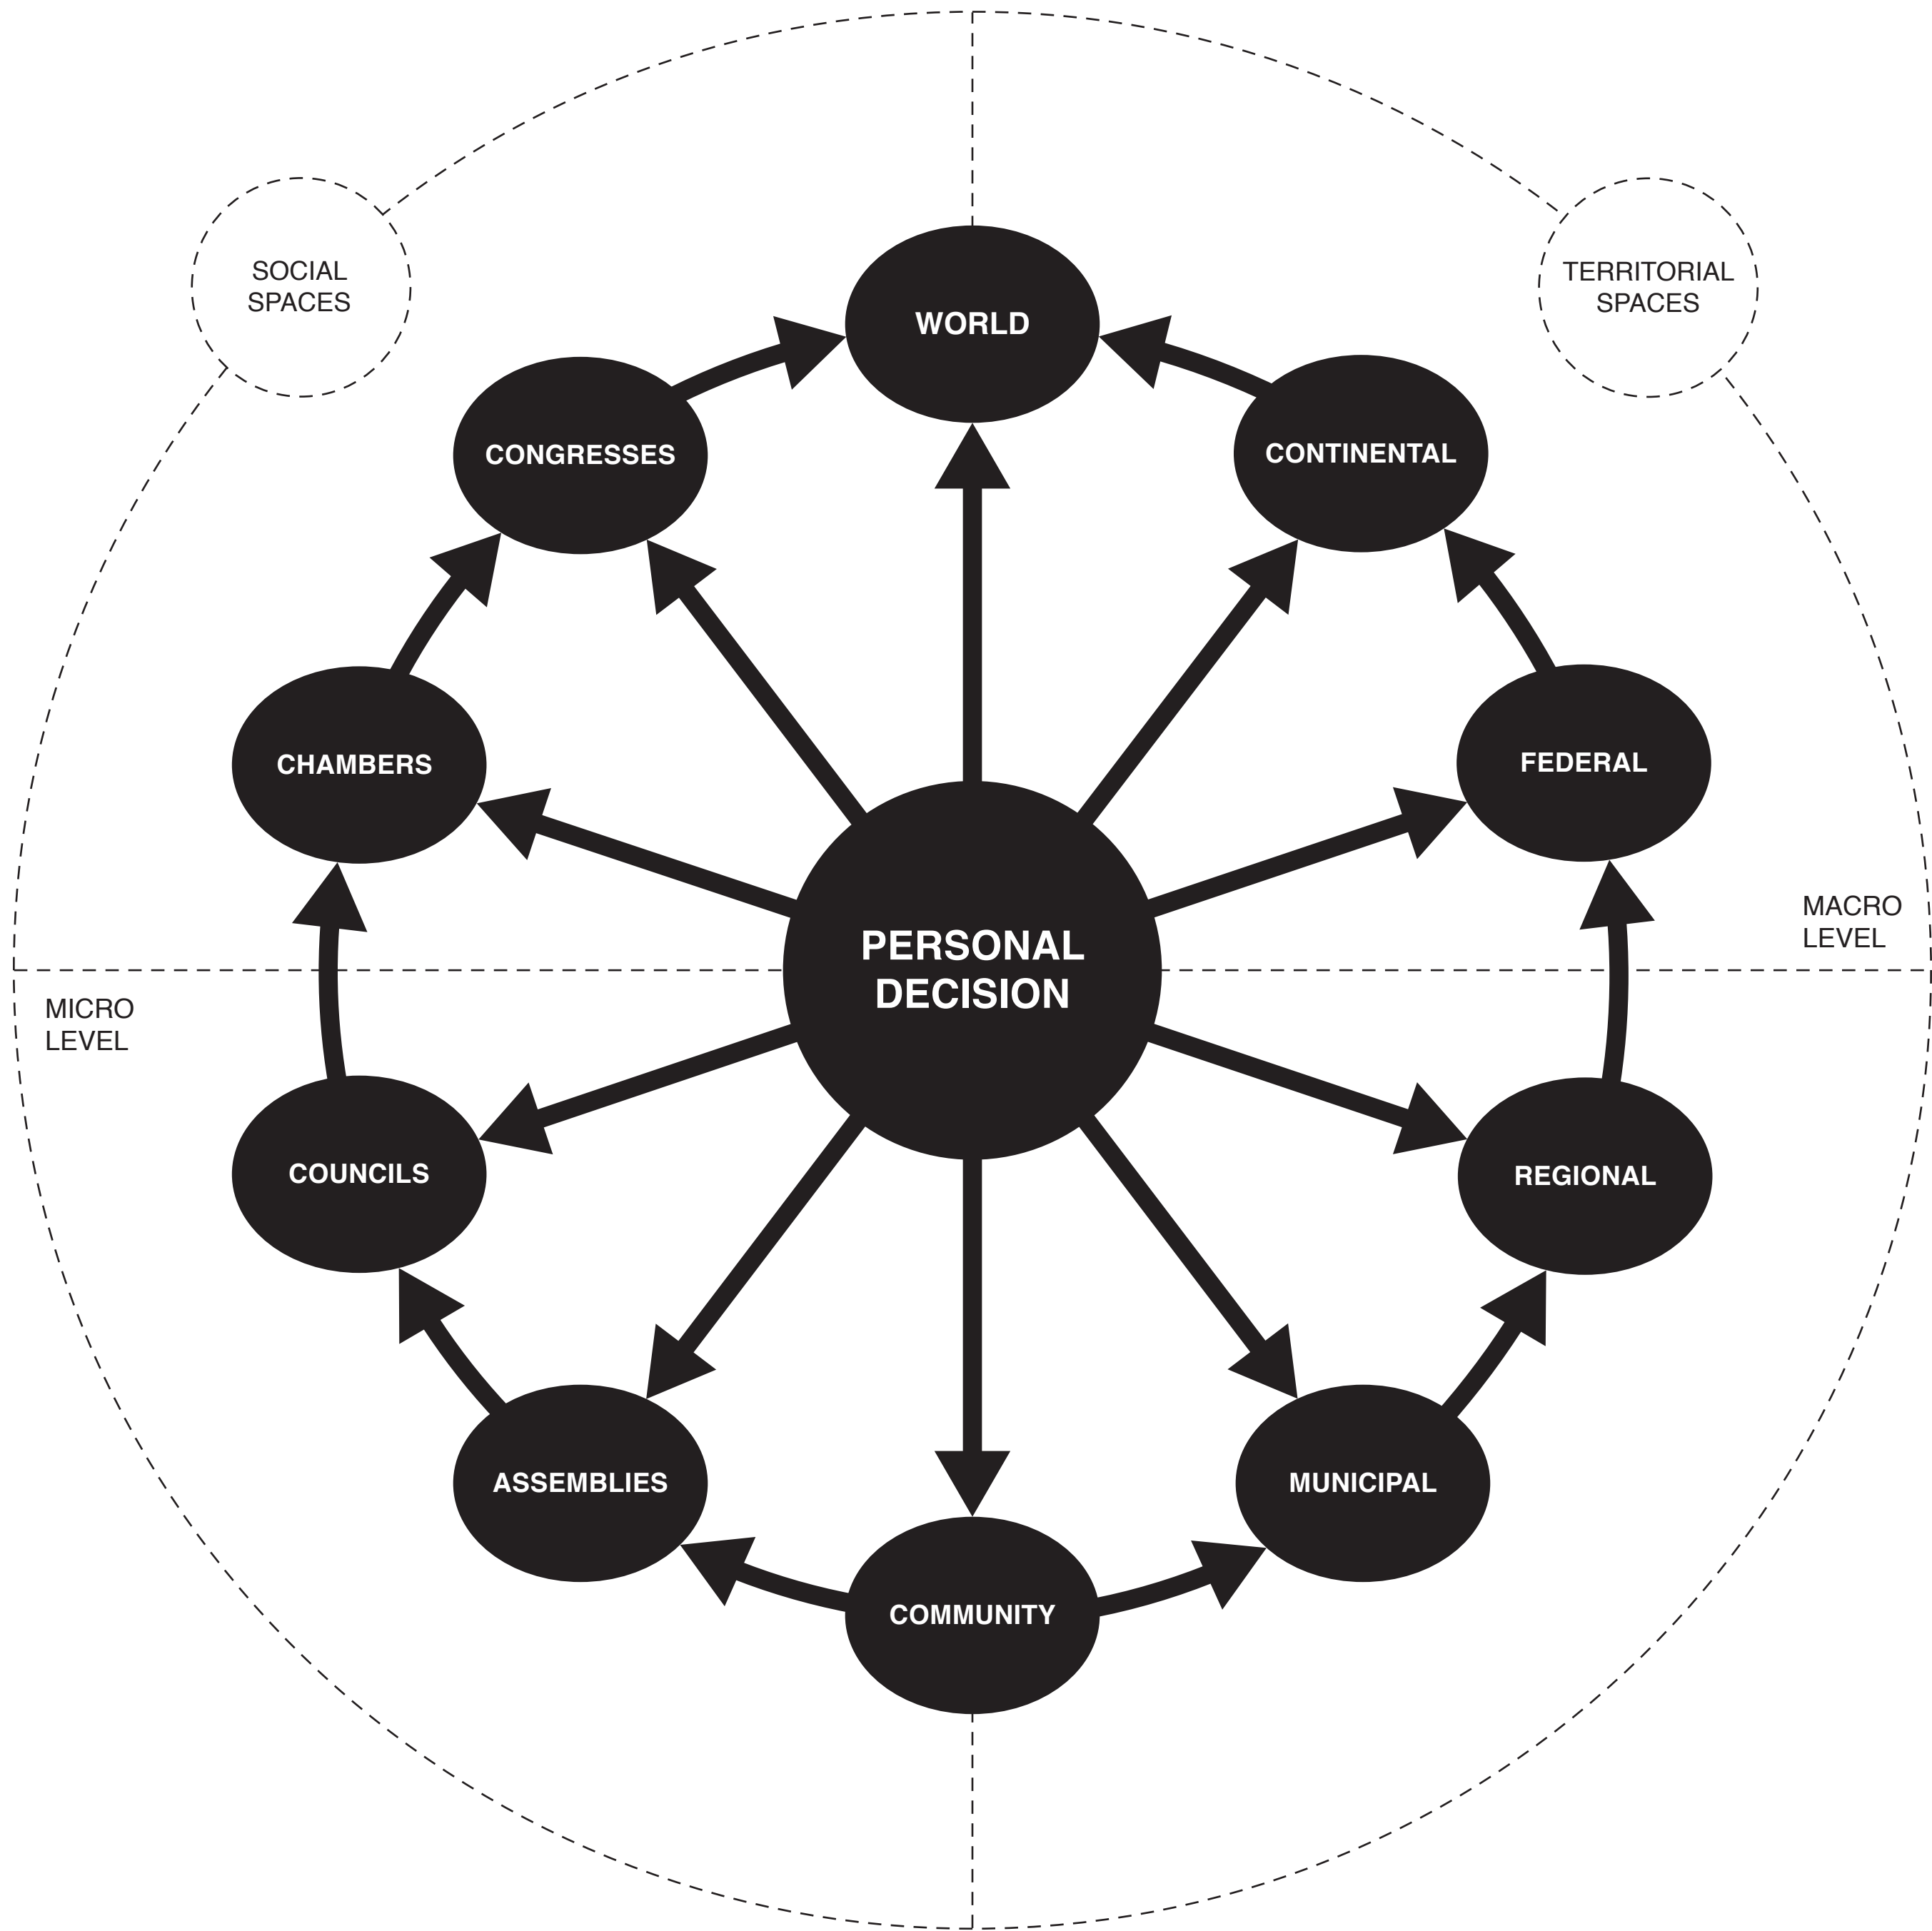 SOCIAL
SPACES
TERRITORIAL
SPACES
WORLD
CONGRESSES
CONTINENTAL
CHAMBERS
FEDERAL
MACRO
LEVEL
PERSONAL
DECISION
MICRO
LEVEL
COUNCILS
REGIONAL
ASSEMBLIES
MUNICIPAL
COMMUNITY